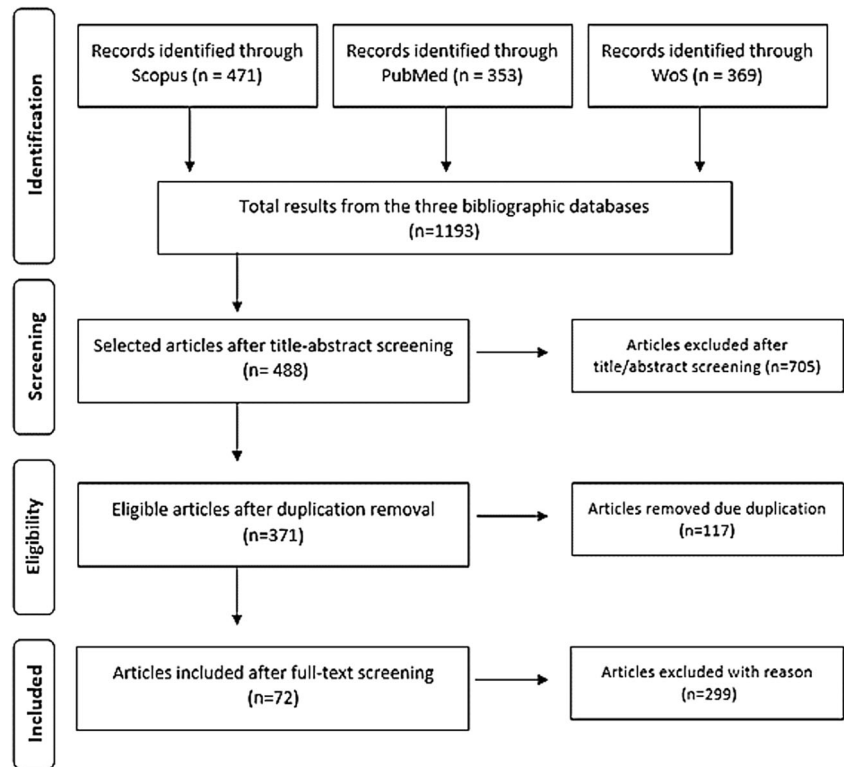 Identification
Records identified through
Scopus (n = 471)
Records identified through
PubMed (n = 353)
Records identified through
WoS (n = 369)
Total results from the three bibliographic databases
(n=1193)
Screening
Selected articles after title-abstract screening
(n= 488)
Articles excluded after
title/abstract screening (n=705)
Eligibility
Eligible articles after duplication removal
(n=371)
Articles removed due duplication
(n=117)
Included
Articles included after full-text screening
(n=72)
Articles excluded with reason
(n=299)